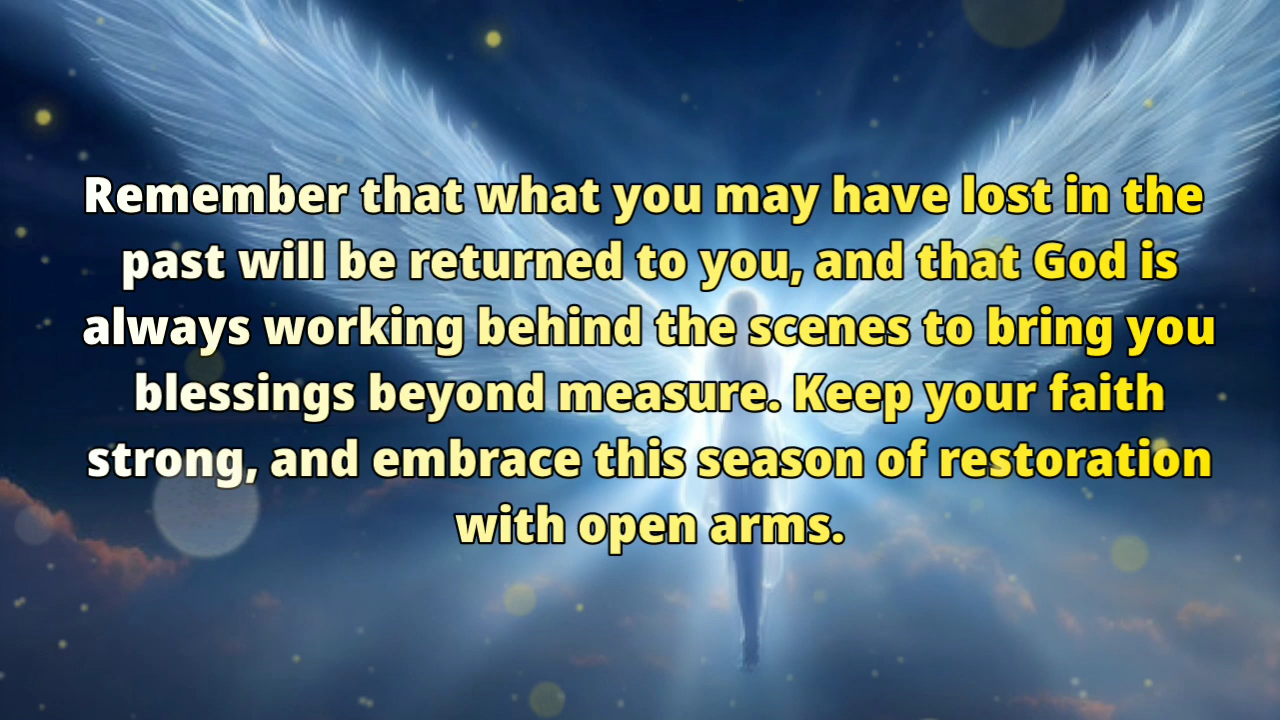 Remember that what you may have lost in the
past will be returned to you, and that God is
always working behind the scenes to bring you
blessings beyond measure. Keep your faith
strong, and embrace this season of restoration
with open arms.